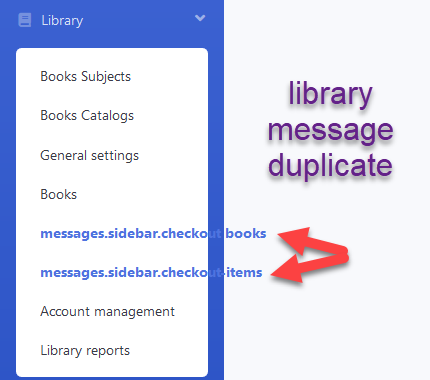 Library
Books Subjects
Books Catalogs
General settings
Books
messages.sidebar.checkout books
messages.sidebar.checkout-items
Account management
Library reports
library
message
duplicate